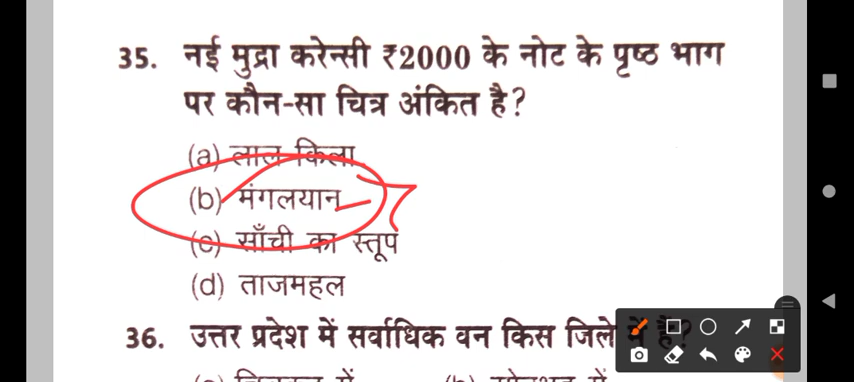 35. नई मुद्रा करेन्सी ₹2000 के नोट के पृष्ठ भाग
पर कौन-सा चित्र अंकित है?
(a) लाल किला
(b) मंगलयान
(c) साँची का स्तूप
(d) ताजमहल
36. उत्तर प्रदेश में सर्वाधिक वन किस जिले में है?